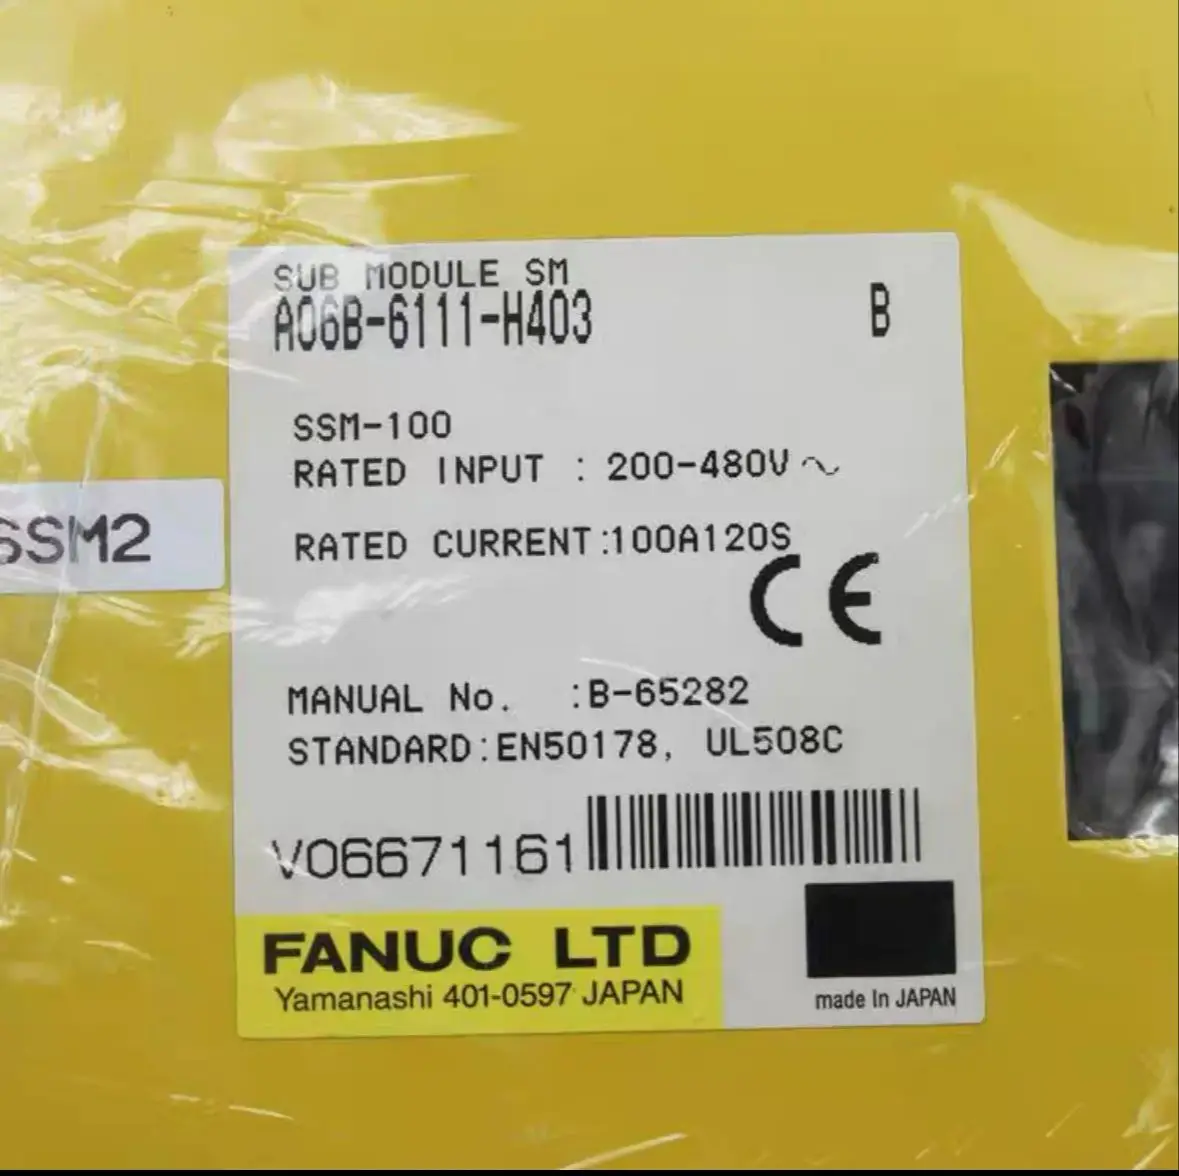 SUB MODULE SM
A06B-6111-H403 B
SSM-100
RATED INPUT : 200-480V~
SSM2
RATED CURRENT:100A120S
CE
MANUAL No. :B-65282
STANDARD:EN50178, UL508C
V06671161
FANUC LTD
Yamanashi 401-0597 JAPAN
made In JAPAN